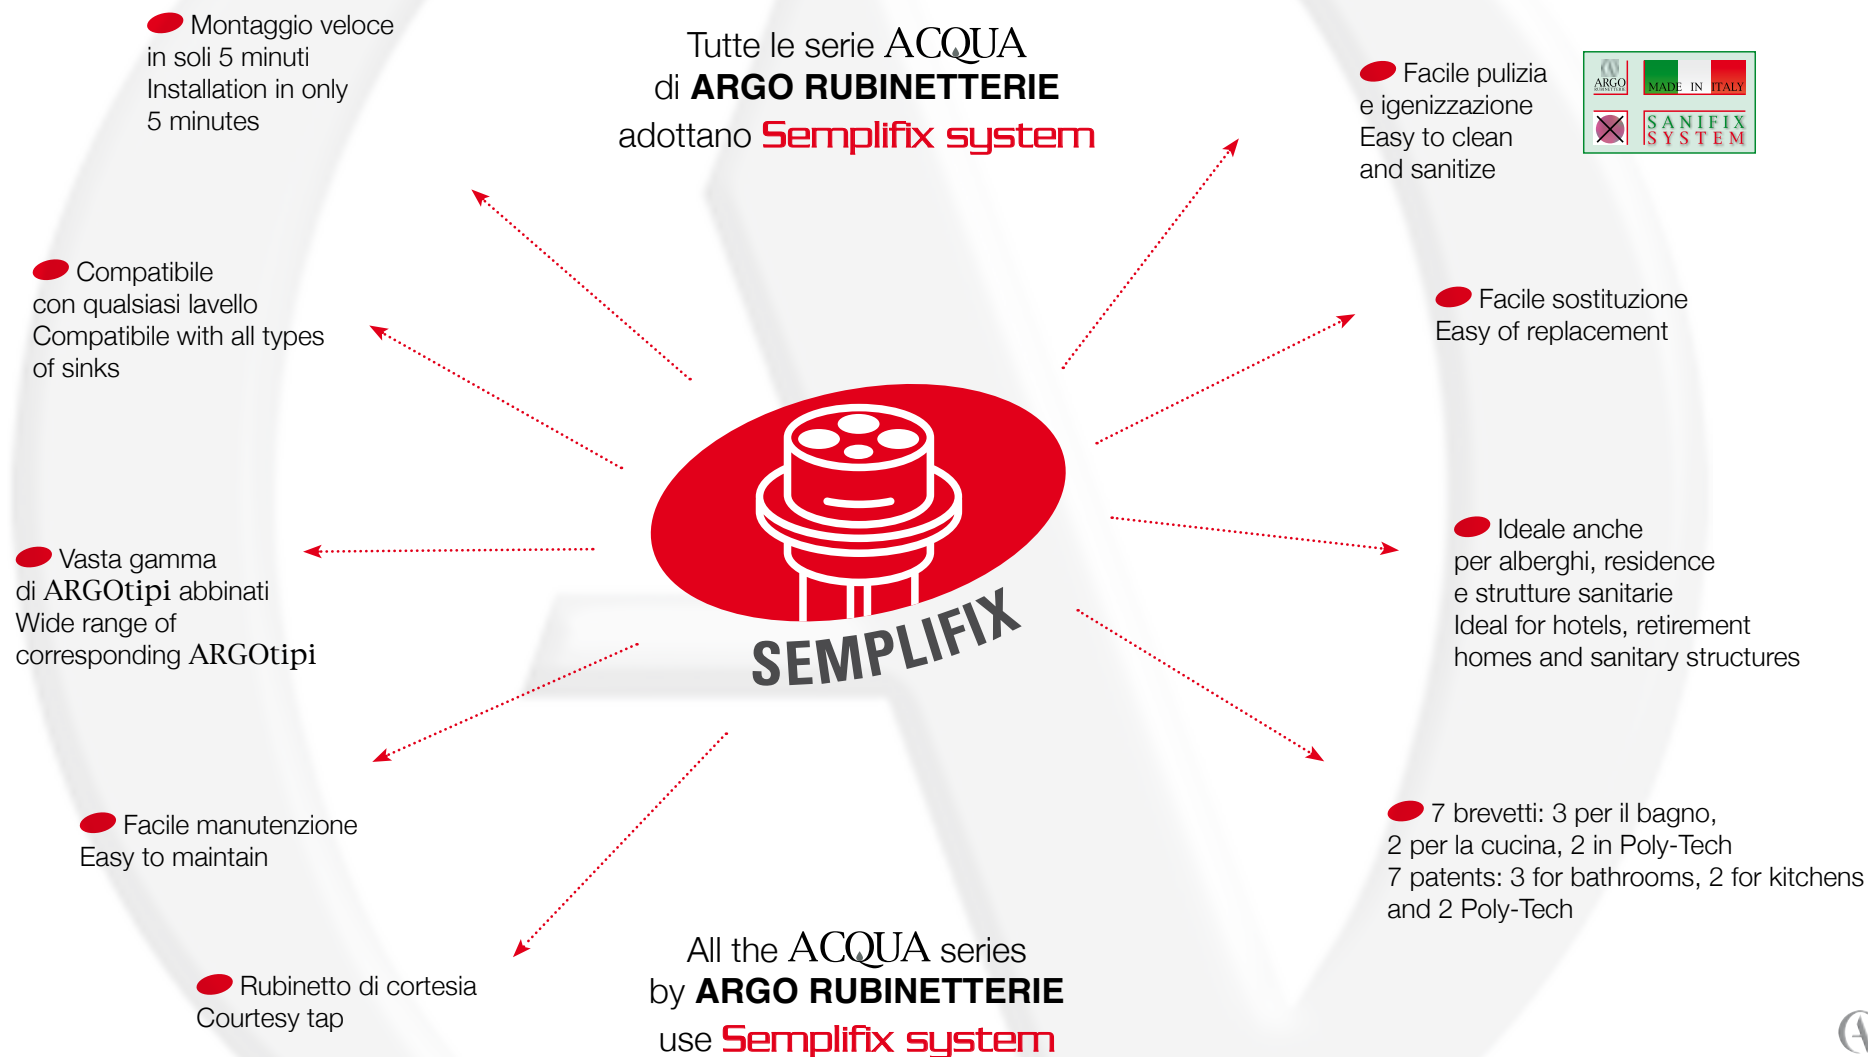 Montaggio veloce
in soli 5 minuti
Installation in only
5 minutes
Tutte le serie ACQUA
di ARGO RUBINETTERIE
adottano Semplifix system
Facile pulizia
e igenizzazione
Easy to clean
and sanitize
ARGO
RUBINETTERIE
MADE IN ITALY
SANIFIX
SYSTEM
Compatibile
con qualsiasi lavello
Compatibile with all types
of sinks
Facile sostituzione
Easy of replacement
Vasta gamma
di ARGOtipi abbinati
Wide range of
corresponding ARGOtipi
Ideale anche
per alberghi, residence
e strutture sanitarie
Ideal for hotels, retirement
homes and sanitary structures
SEMPLIFIX
Facile manutenzione
Easy to maintain
7 brevetti: 3 per il bagno,
2 per la cucina, 2 in Poly-Tech
7 patents: 3 for bathrooms, 2 for kitchens
and 2 Poly-Tech
Rubinetto di cortesia
Courtesy tap
All the ACQUA series
by ARGO RUBINETTERIE
use Semplifix system